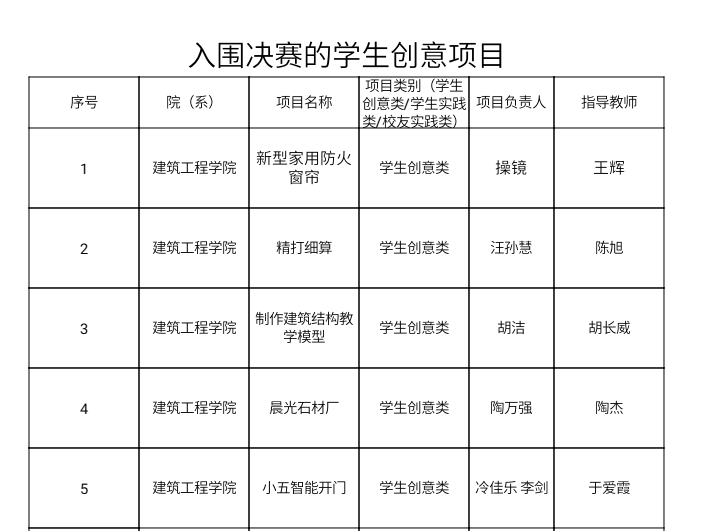 入围决赛的学生创意项目
序号 院（系） 项目名称 项目类别（学生创意类/学生实践类/校友实践类） 项目负责人 指导教师
1 建筑工程学院 新型家用防火窗帘 学生创意类 操镜 王辉
2 建筑工程学院 精打细算 学生创意类 汪孙慧 陈旭
3 建筑工程学院 制作建筑结构教学模型 学生创意类 胡洁 胡长威
4 建筑工程学院 晨光石材厂 学生创意类 陶万强 陶杰
5 建筑工程学院 小五智能开门 学生创意类 冷佳乐 李剑 于爱霞